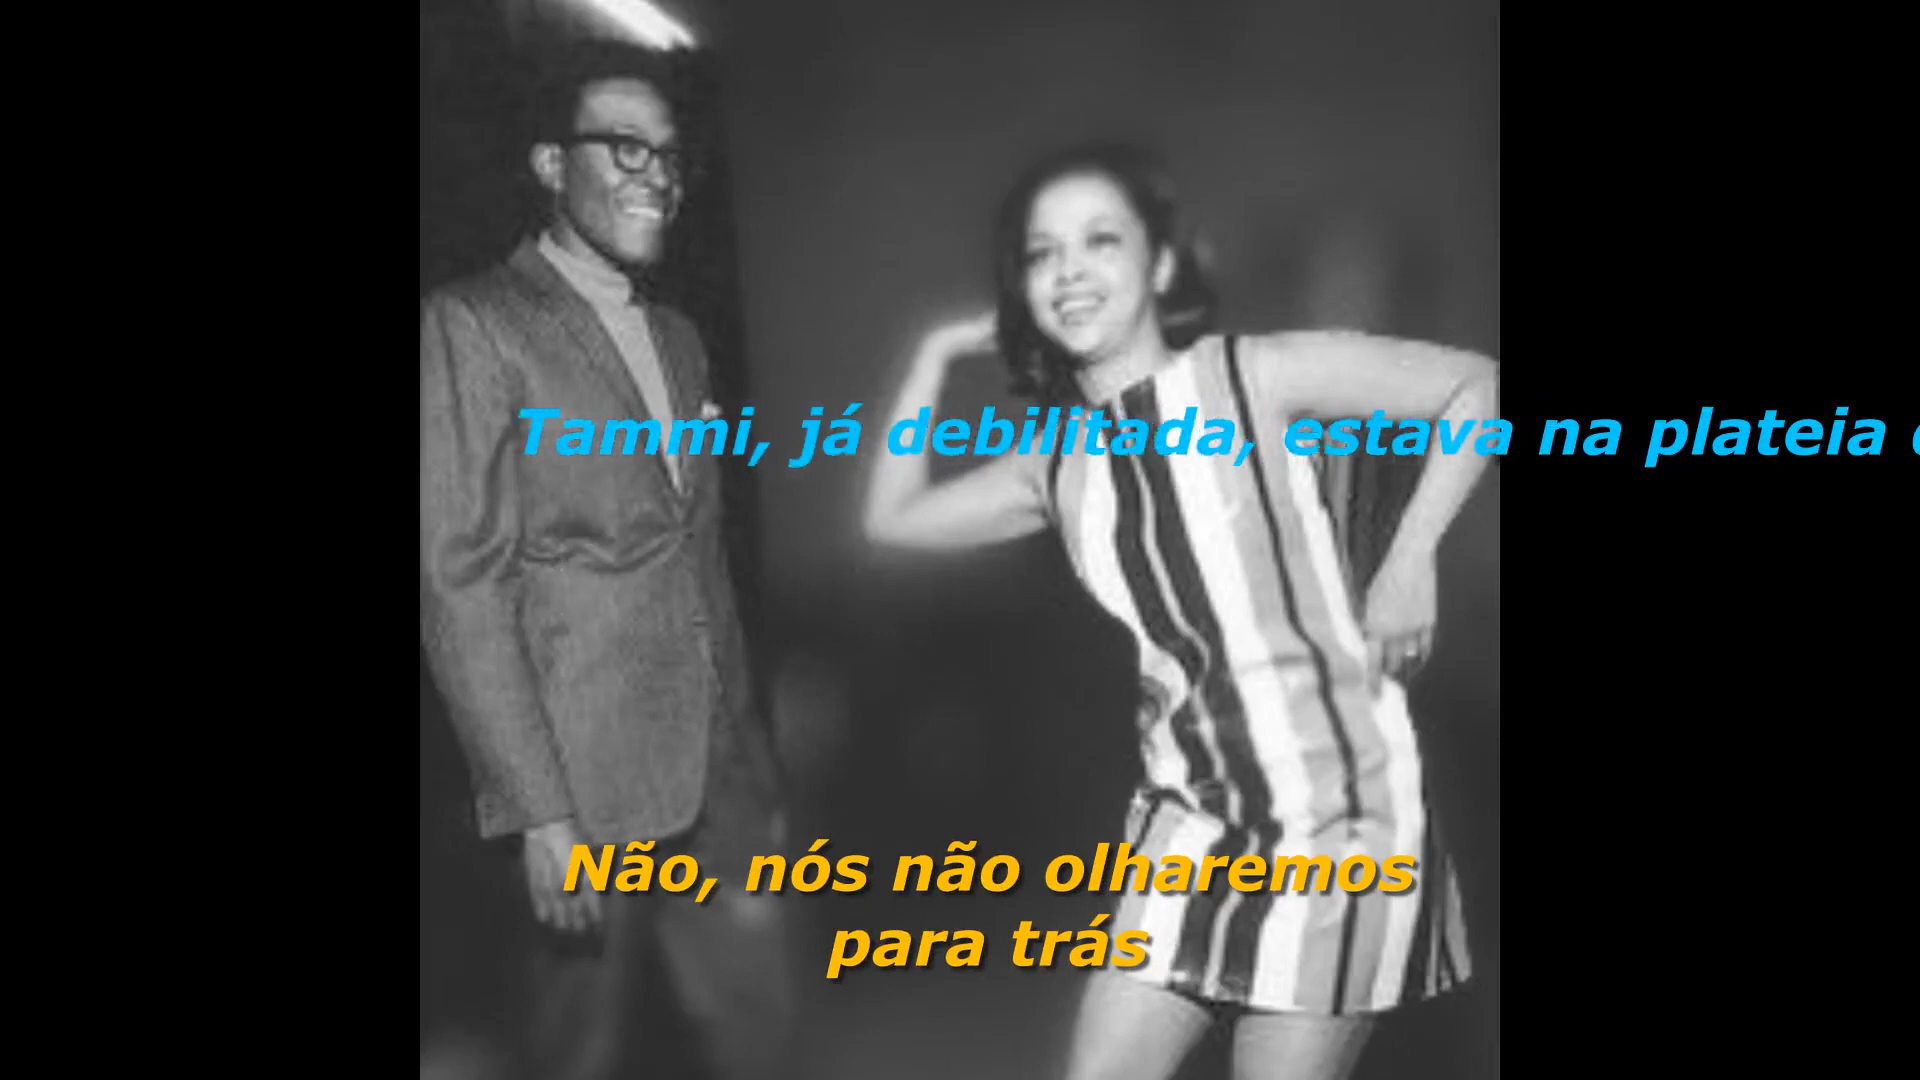 Tammi, já debilitada, estava na plateia
Não, nós não olharemos
para trás